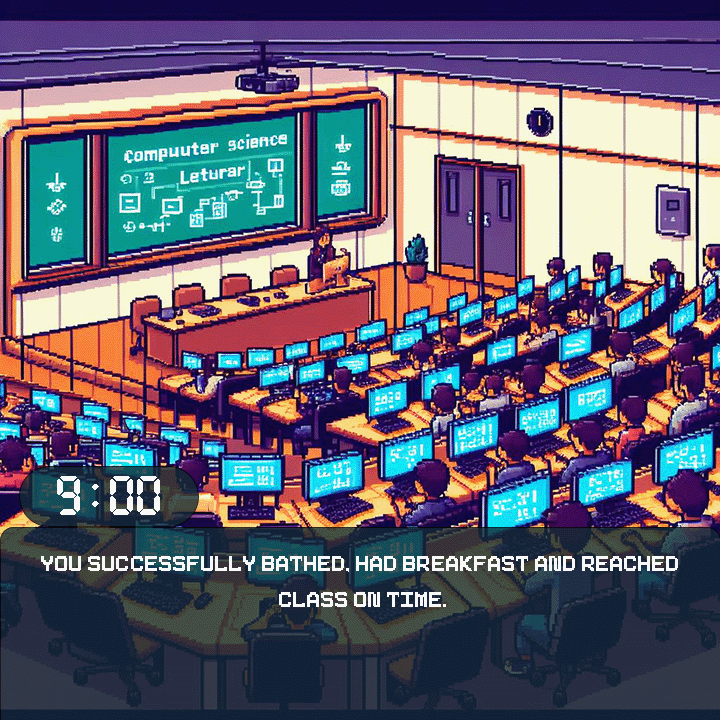 Compuuter science
Leturar
9:00
YOU SUCCESSFULLY BATHED, HAD BREAKFAST AND REACHED
CLASS ON TIME.